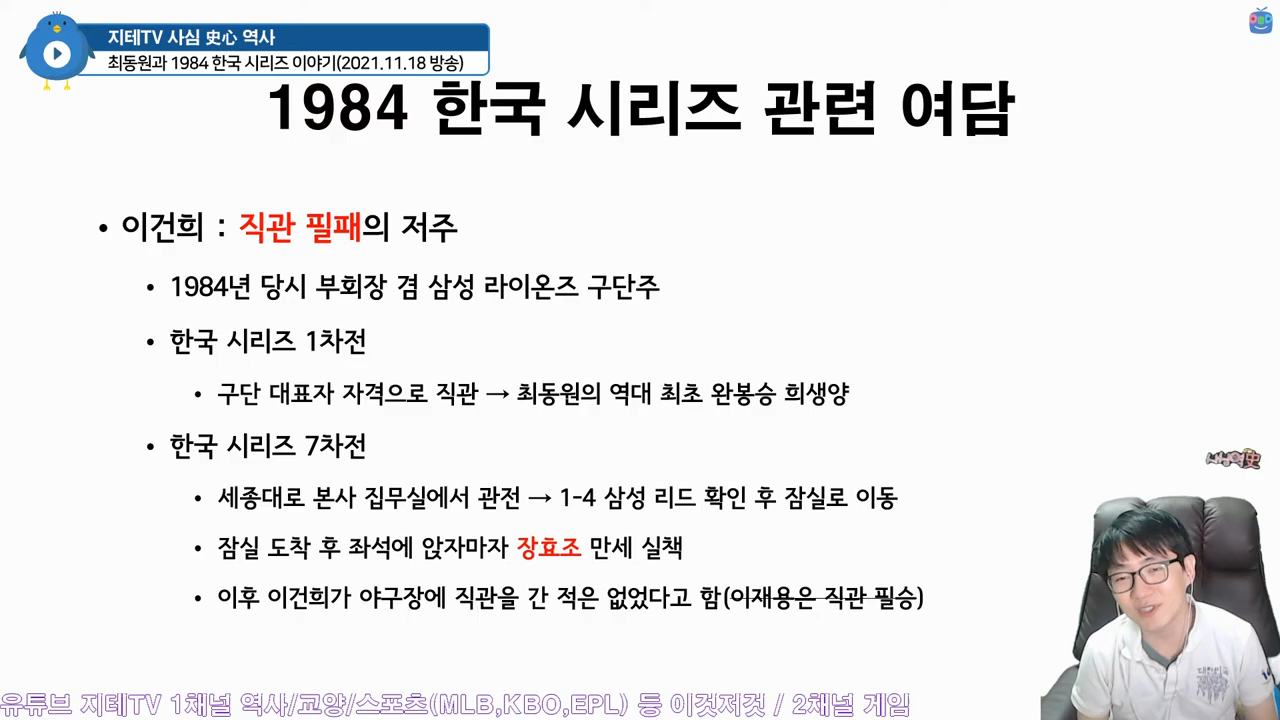 지테TV 사심 史心 역사
최동원과 1984 한국 시리즈 이야기(2021.11.18 방송)
1984 한국 시리즈 관련 여담
• 이건희 : 직관 필패의 저주
• 1984년 당시 부회장 겸 삼성 라이온즈 구단주
• 한국 시리즈 1차전
• 구단 대표자 자격으로 직관 → 최동원의 역대 최초 완봉승 희생양
• 한국 시리즈 7차전
• 세종대로 본사 집무실에서 관전 → 1-4 삼성 리드 확인 후 잠실로 이동
• 잠실 도착 후 좌석에 앉자마자 장효조 만세 실책
• 이후 이건희가 야구장에 직관을 간 적은 없었다고 함(이재용은 직관 필승)
유튜브 지테TV 1채널 역사/교양/스포츠(MLB,KBO,EPL) 등 이것저것 / 2채널 게임